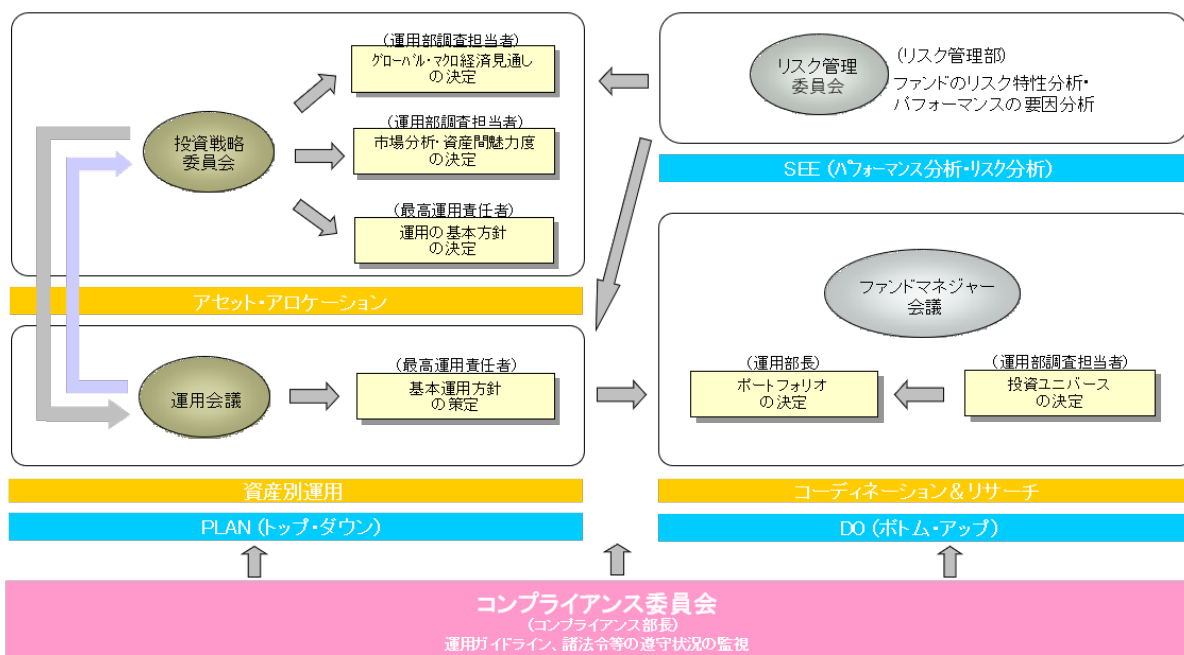 (運用部調査担当者)
グローバル・マクロ経済見通し
の決定
投資戦略
委員会
(運用部調査担当者)
市場分析・資産間魅力度
の決定
(最高運用責任者)
運用の基本方針
の決定
アセット・アロケーション
運用会議
(最高運用責任者)
基本運用方針
の策定
資産別運用
PLAN (トップ・ダウン)
リスク管理
委員会
(リスク管理部)
ファンドのリスク特性分析・
パフォーマンスの要因分析
SEE (パフォーマンス分析・リスク分析)
ファンドマネジャー
会議
(運用部長)
ポートフォリオ
の決定
(運用部調査担当者)
投資ユニバース
の決定
コーディネーション&リサーチ
DO (ボトム・アップ)
コンプライアンス委員会
(コンプライアンス部長)
運用ガイドライン、諸法令等の遵守状況の監視